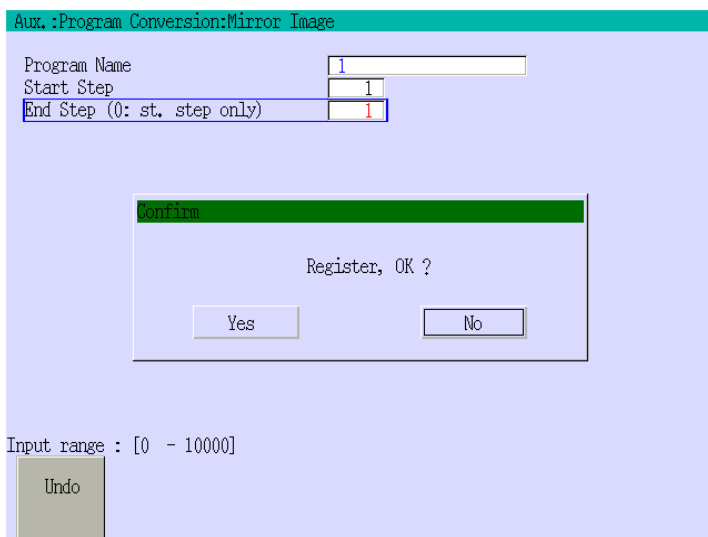 Aux.:Program Conversion:Mirror Image
Program Name 1
Start Step 1
End Step (0: st. step only) 1
Confirm
Register, OK ?
Yes No
Input range : [0 - 10000]
Undo